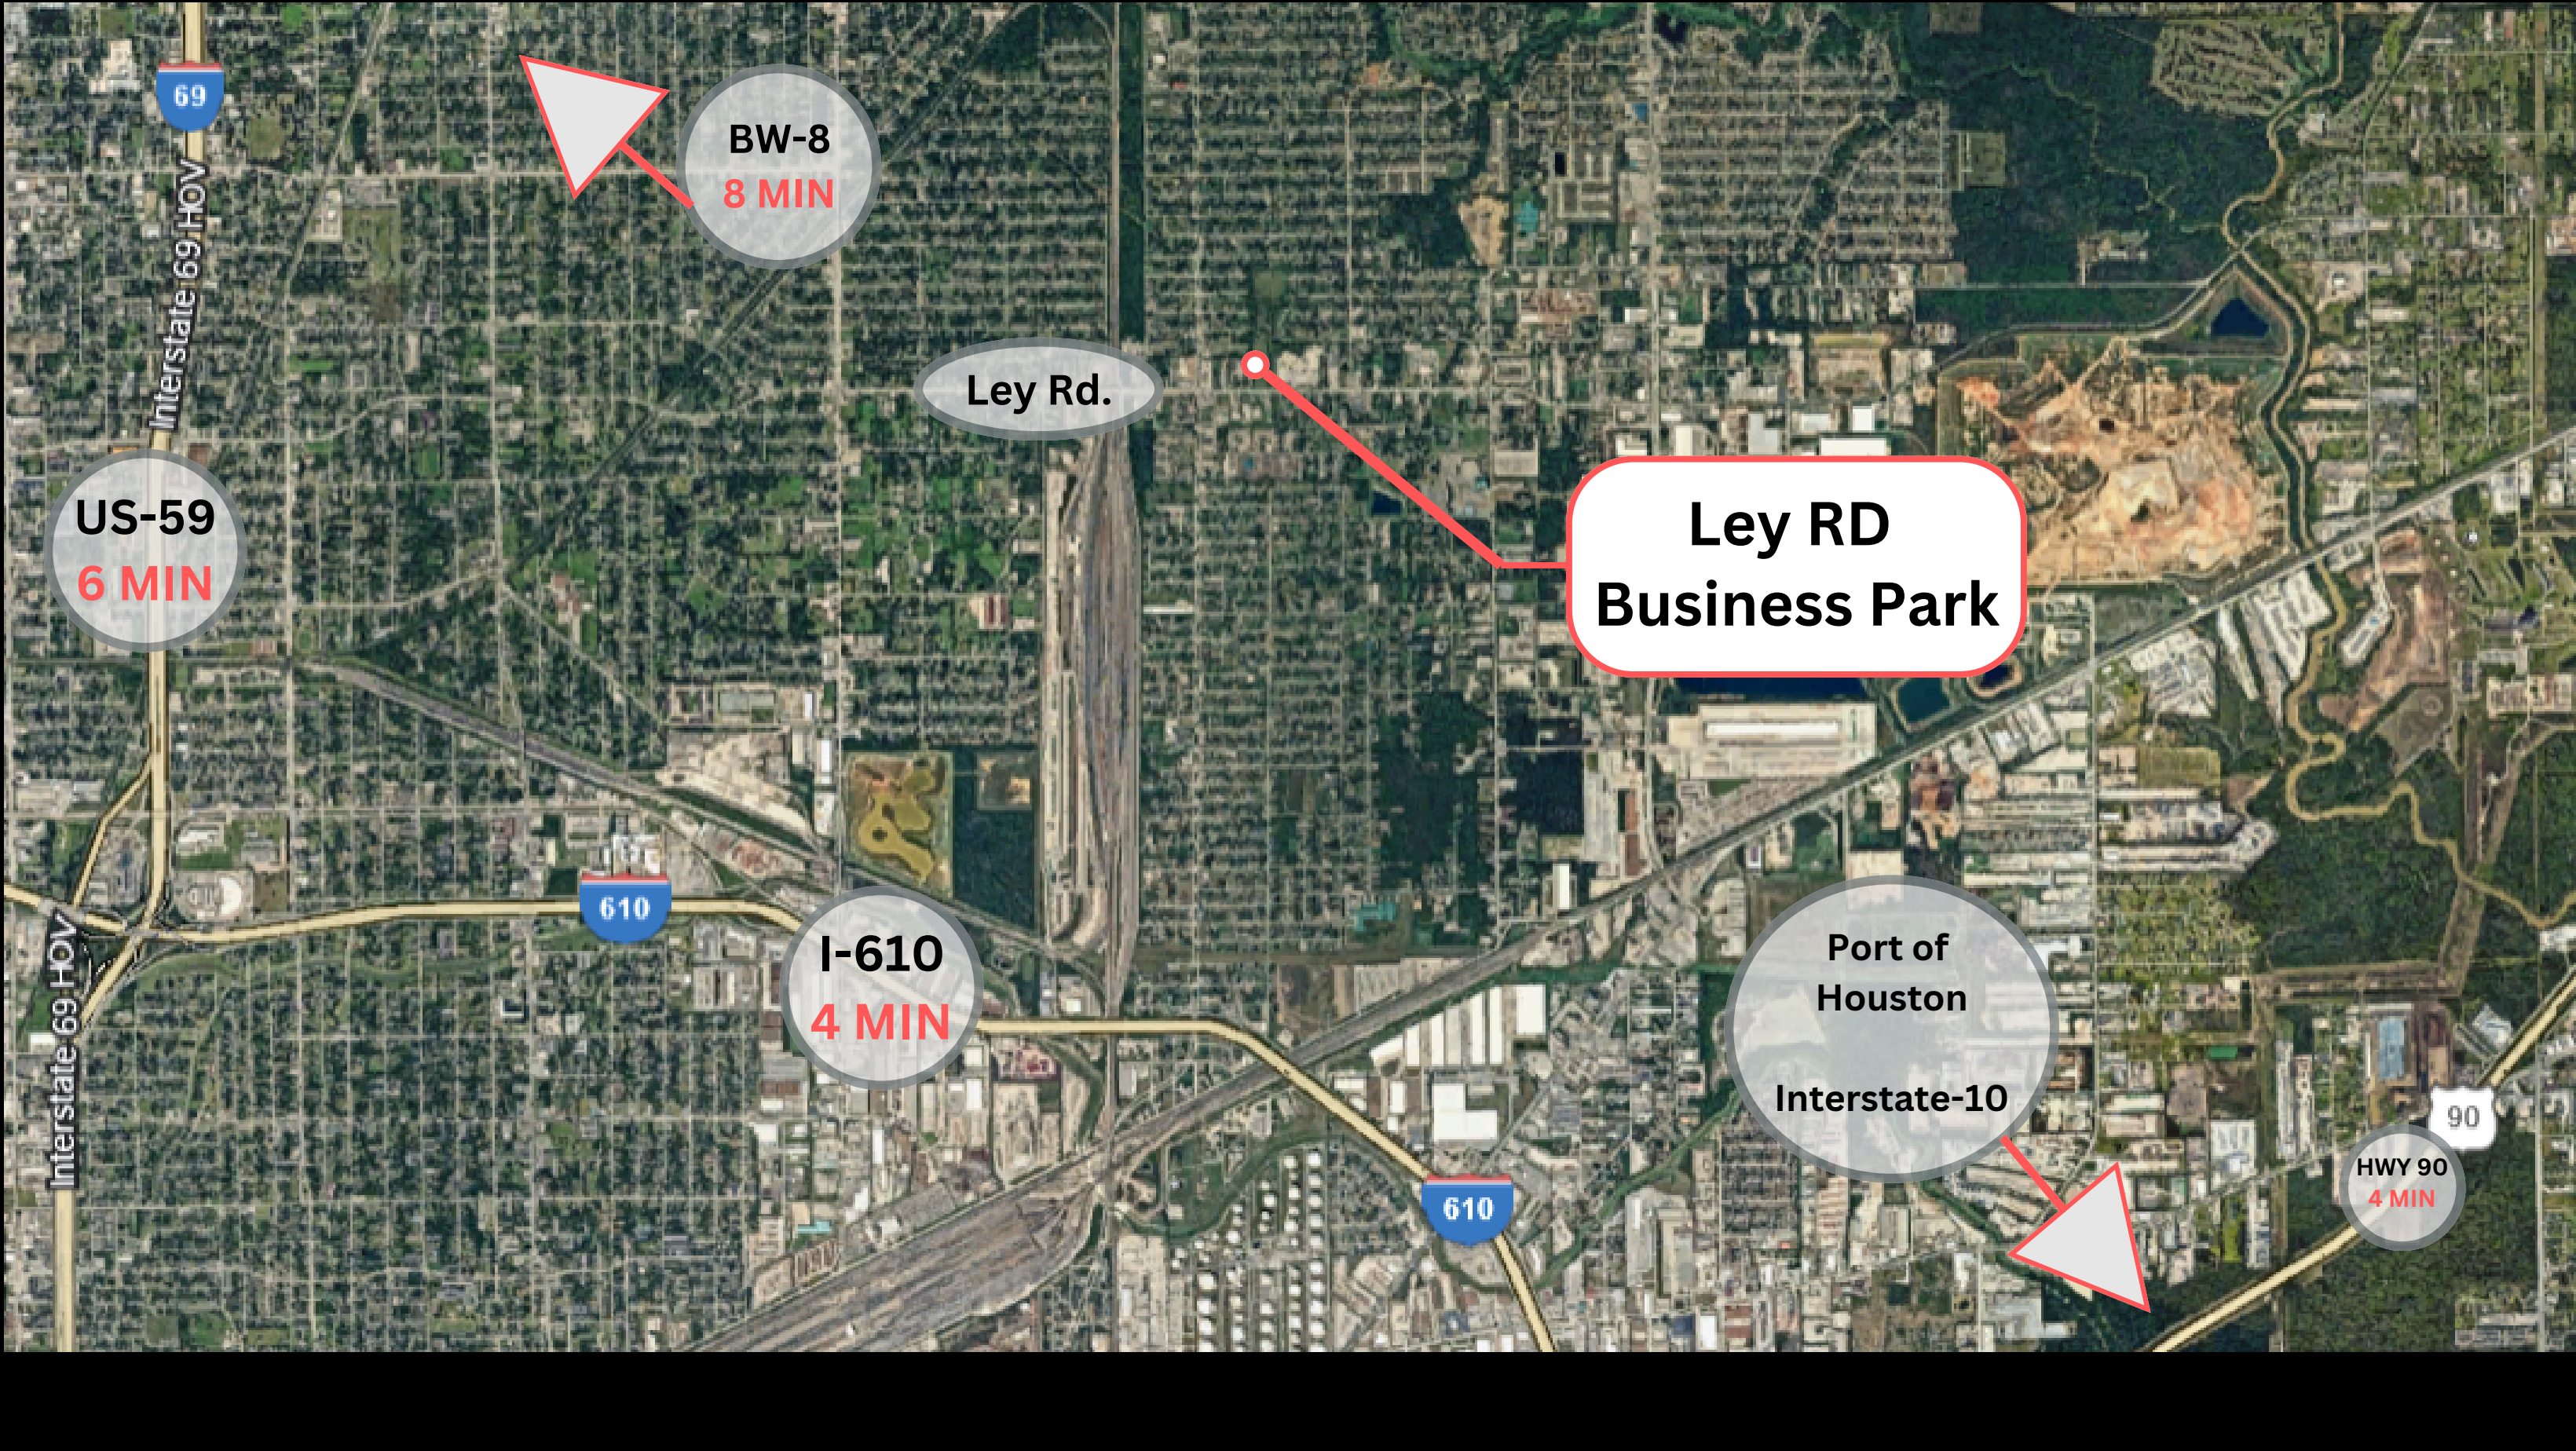 69
BW-8
8 MIN
Interstate 69 HOV
Ley Rd.
US-59
6 MIN
Ley RD
Business Park
610
I-610
4 MIN
Port of
Houston
Interstate-10
Interstate 69 HOV
90
HWY 90
4 MIN
610